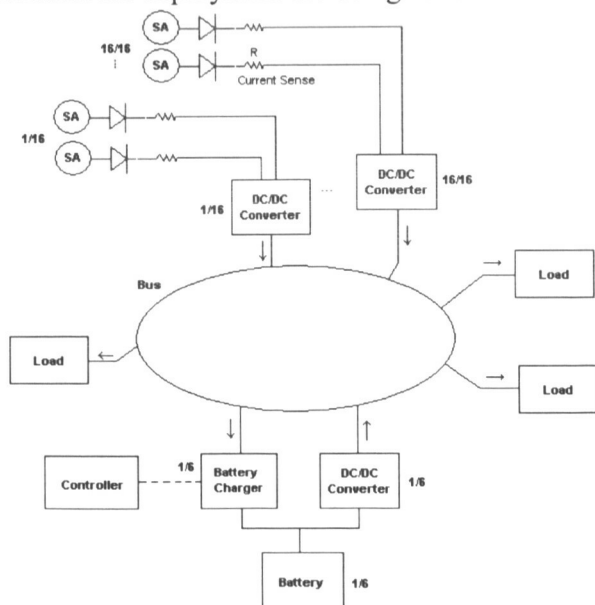 SA
16/16
SA
R
Current Sense
SA
1/16
SA
DC/DC
Converter
16/16
DC/DC
Converter
1/16
Bus
Load
Load
Load
1/6
Battery
Charger
DC/DC
Converter
1/6
Controller
Battery
1/6